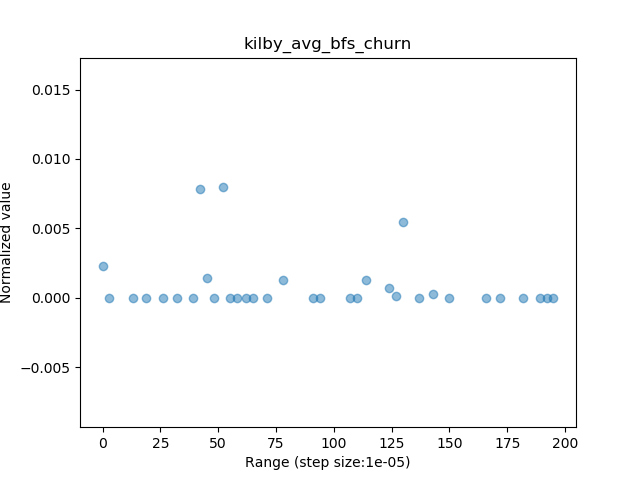 kilby_avg_bfs_churn
Normalized value
0.015
0.010
0.005
0.000
−0.005
0 25 50 75 100 125 150 175 200
Range (step size:1e-05)